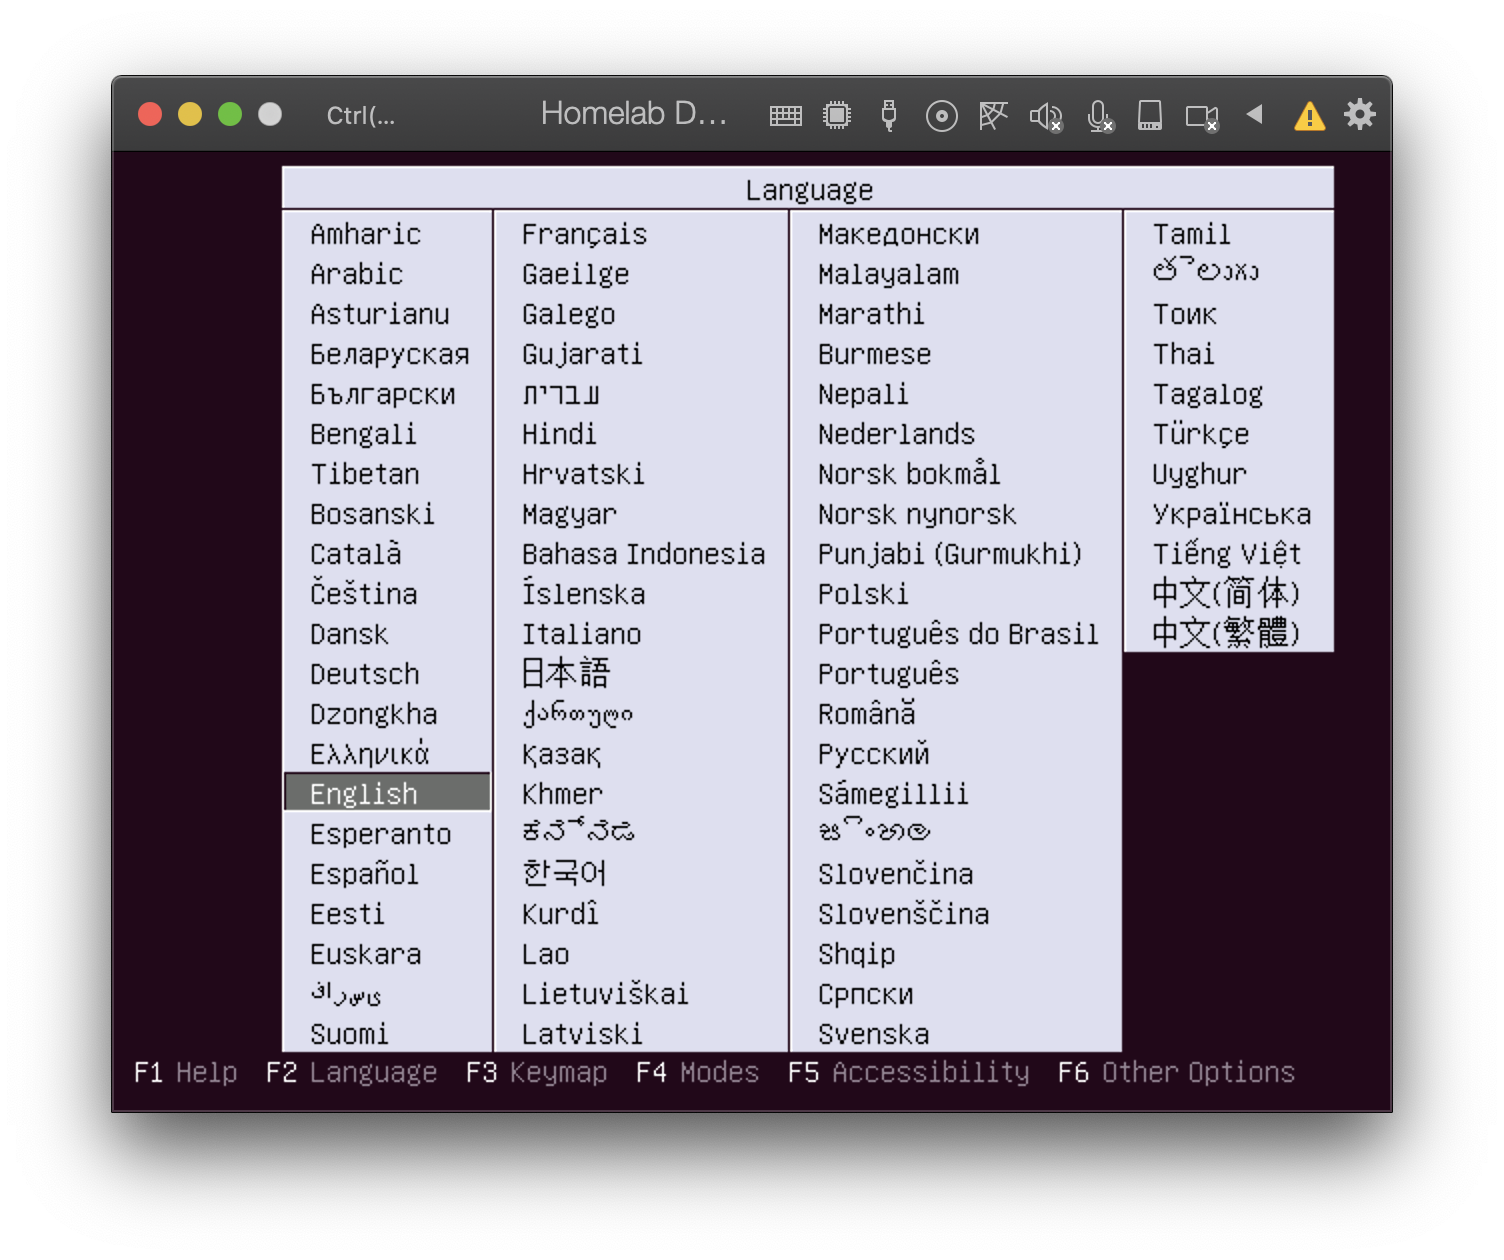 Ctrl(...
Homelab D...
Language
Amharic
Arabic
Asturianu
Беларуская
Български
Bengali
Tibetan
Bosanski
Català
Čeština
Dansk
Deutsch
Dzongkha
Ελληνικά
English
Esperanto
Español
Eesti
Euskara
Suomi
Français
Gaeilge
Galego
Gujarati
עברית
Hindi
Hrvatski
Magyar
Bahasa Indonesia
Íslenska
Italiano
日本語
ქართული
Қазақ
Khmer
한국어
Kurdî
Lao
Lietuviškai
Latviski
Македонски
Malayalam
Marathi
Burmese
Nepali
Nederlands
Norsk bokmål
Norsk nynorsk
Punjabi (Gurmukhi)
Polski
Português do Brasil
Português
Română
Русский
Sámegillii
Slovenčina
Slovenščina
Shqip
Српски
Svenska
Tamil
Тоик
Thai
Tagalog
Türkçe
Uyghur
Українська
Tiếng Việt
中文(简体)
中文(繁體)
F1 Help F2 Language F3 Keymap F4 Modes F5 Accessibility F6 Other Options